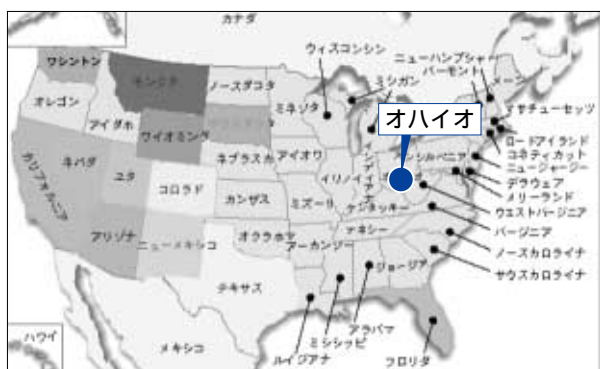 カナダ
ワシントン
モンタナ
ノースダコタ
ミネソタ
ウィスコンシン
ミシガン
ニューハンプシャー
バーモント
メーン
オレゴン
アイダホ
ワイオミング
マサチューセッツ
オハイオ
ロードアイランド
コネティカット
ニュージャージー
デラウェア
メリーランド
ウエストバージニア
バージニア
ノースカロライナ
サウスカロライナ
ネバダ
ユタ
コロラド
ネブラスカ
アイオワ
イリノイ
インディアナ
ンシルベニア
カリフォルニア
カンザス
ミズーリ
ケンタッキー
アリゾナ
ニューメキシコ
オクラホマ
アーカンソー
テネシー
テキサス
ジョージア
メキシコ
ルイジアナ
ミシシッピ
アラバマ
フロリダ
ハワイ